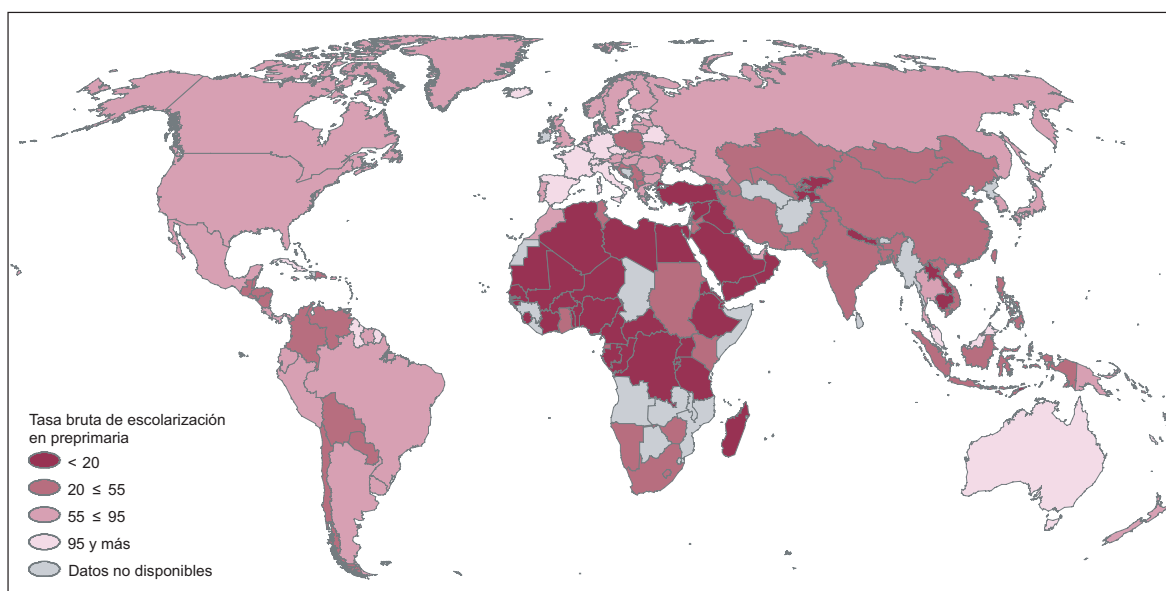 Tasa bruta de escolarización
en preprimaria
< 20
20 ≤ 55
55 ≤ 95
95 y más
Datos no disponibles